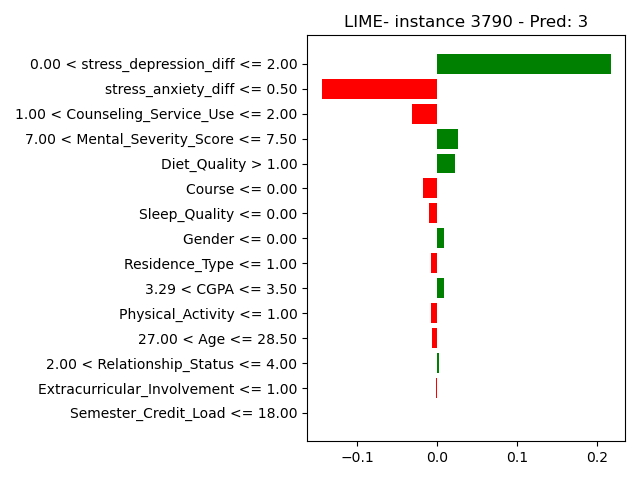 LIME- instance 3790 - Pred: 3
0.00 < stress_depression_diff <= 2.00
stress_anxiety_diff <= 0.50
1.00 < Counseling_Service_Use <= 2.00
7.00 < Mental_Severity_Score <= 7.50
Diet_Quality > 1.00
Course <= 0.00
Sleep_Quality <= 0.00
Gender <= 0.00
Residence_Type <= 1.00
3.29 < CGPA <= 3.50
Physical_Activity <= 1.00
27.00 < Age <= 28.50
2.00 < Relationship_Status <= 4.00
Extracurricular_Involvement <= 1.00
Semester_Credit_Load <= 18.00
−0.1 0.0 0.1 0.2